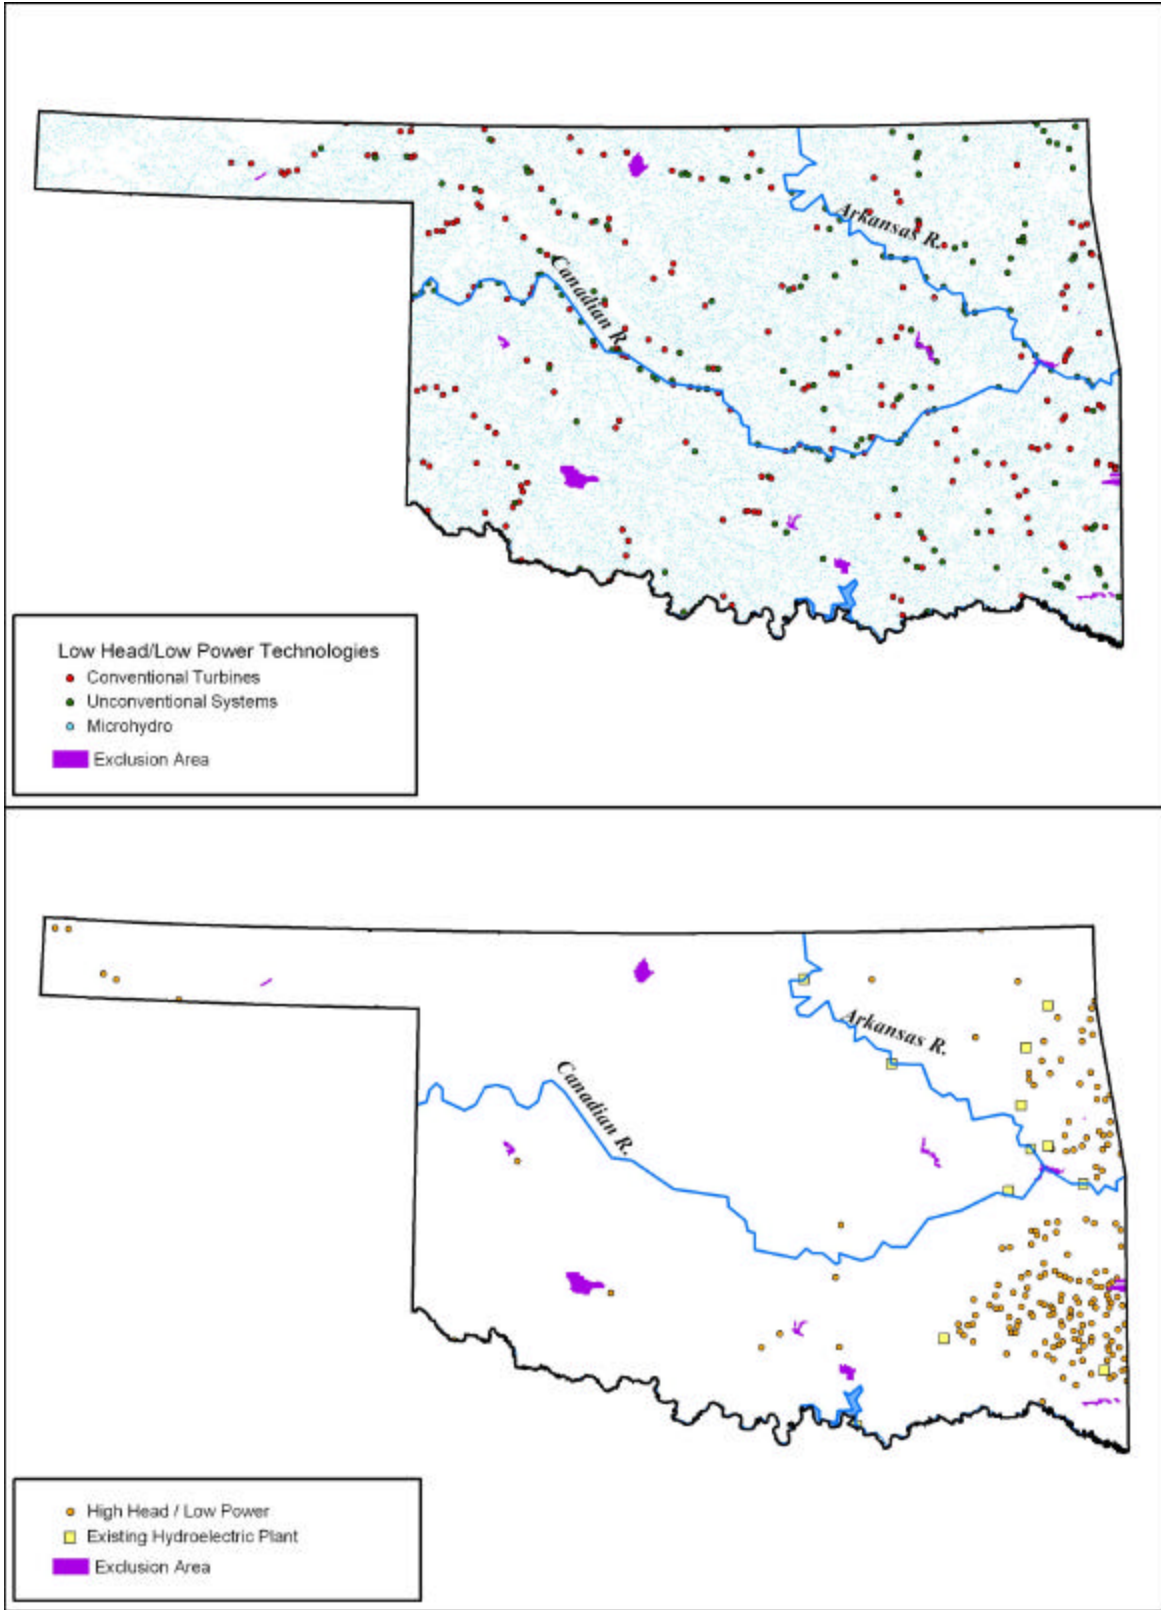 Arkansas R.
Canadian R.
Low Head/Low Power Technologies
Conventional Turbines
Unconventional Systems
Microhydro
Exclusion Area
Arkansas R.
Canadian R.
High Head / Low Power
Existing Hydroelectric Plant
Exclusion Area